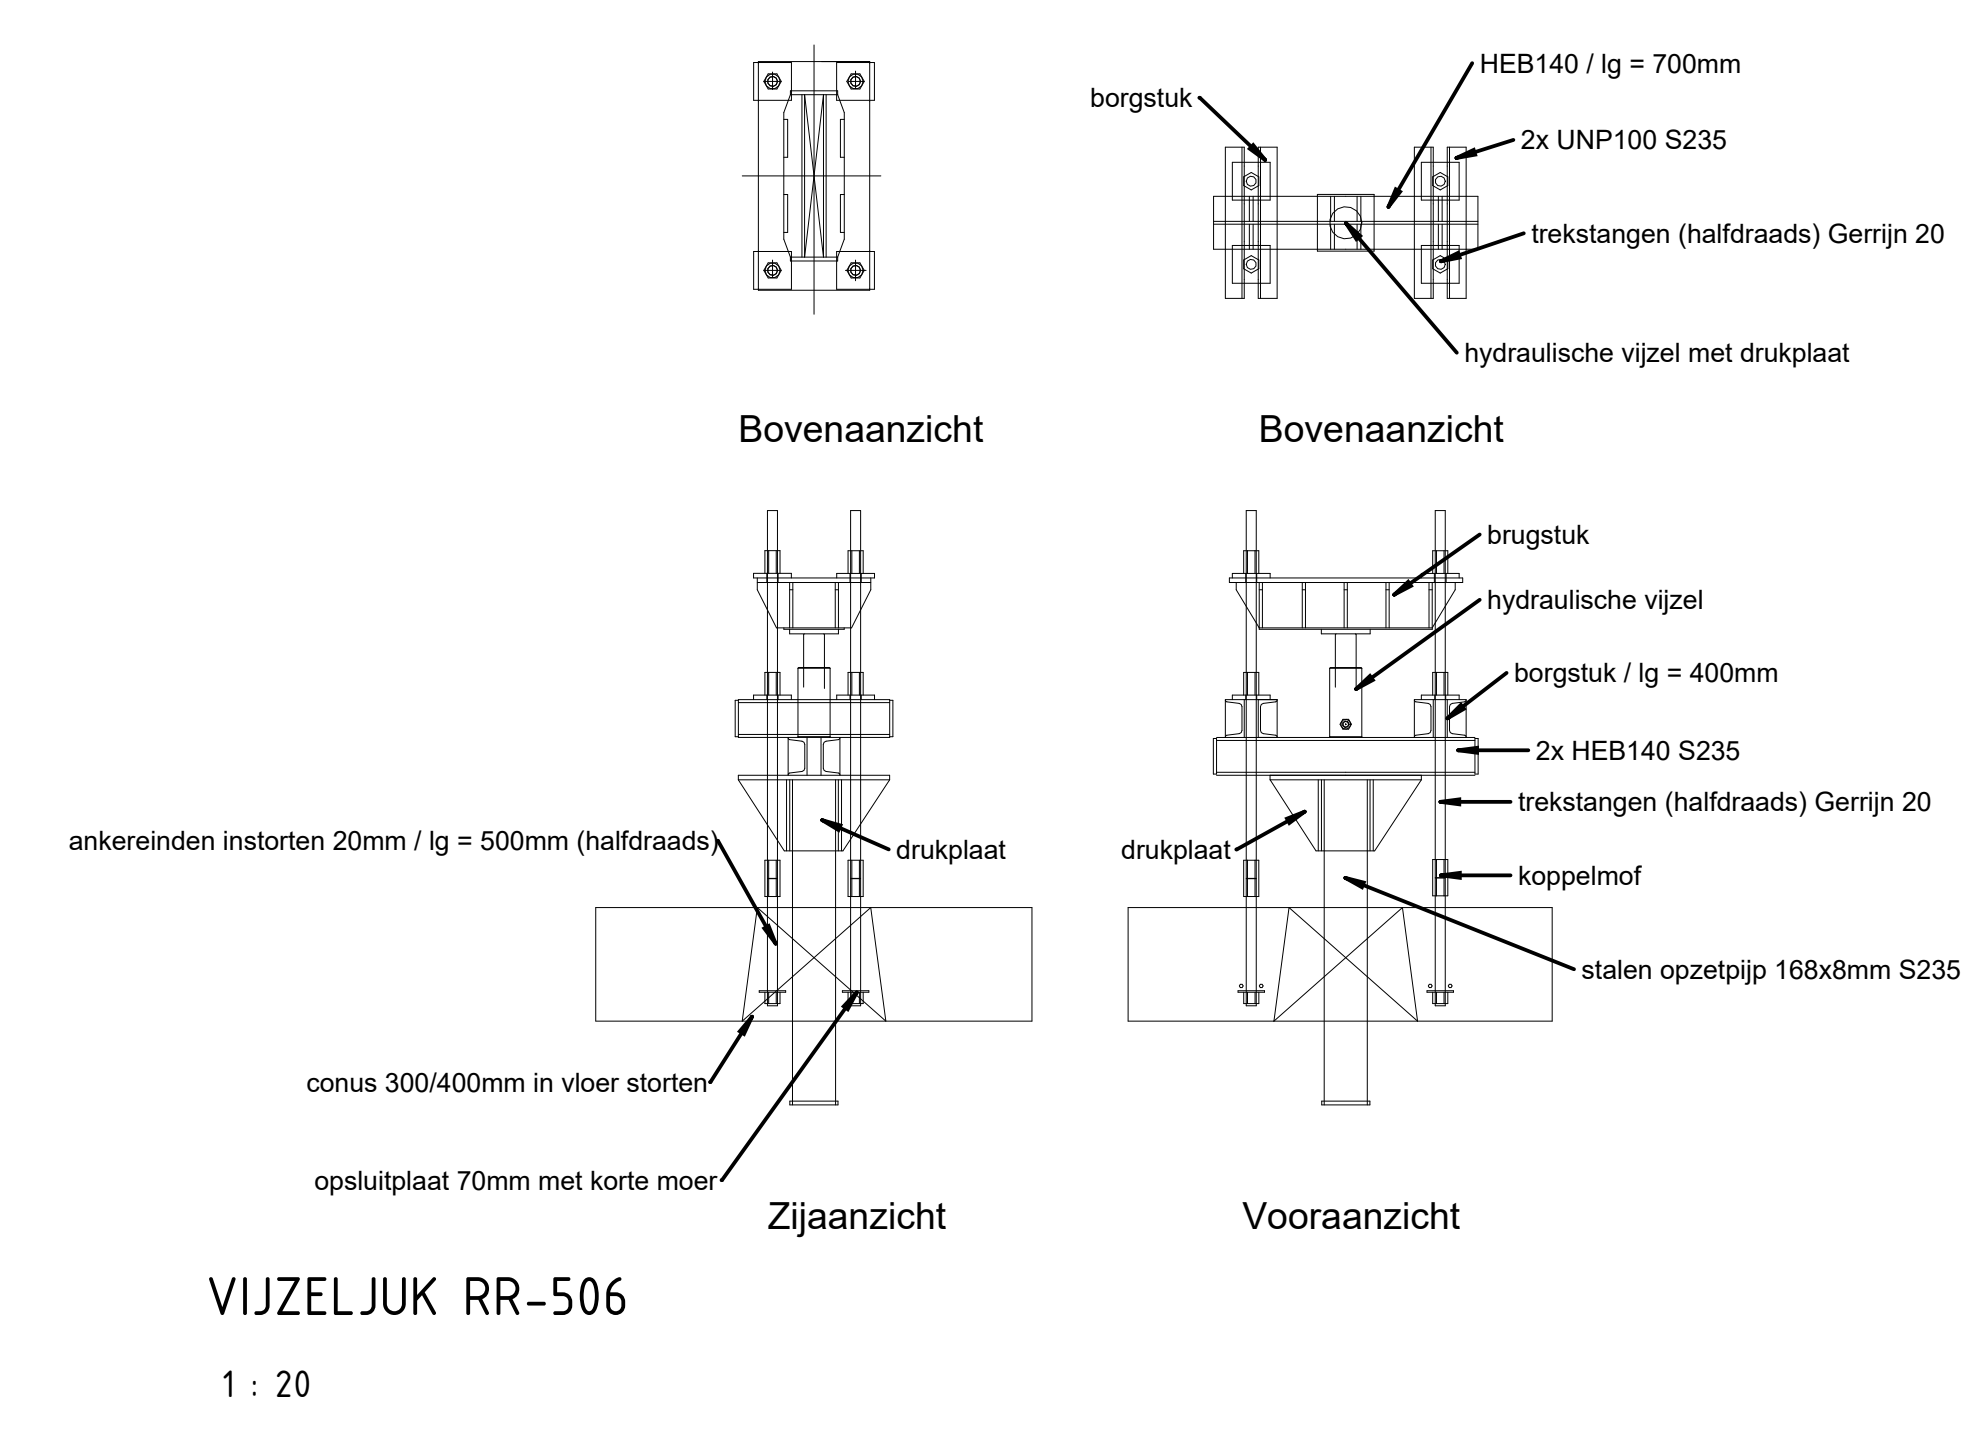 HEB140 / lg = 700mm
borgstuk
2x UNP100 S235
trekstangen (halfdraads) Gerrijn 20
hydraulische vijzel met drukplaat
Bovenaanzicht
Bovenaanzicht
brugstuk
hydraulische vijzel
borgstuk / lg = 400mm
2x HEB140 S235
trekstangen (halfdraads) Gerrijn 20
ankereinden instorten 20mm / lg = 500mm (halfdraads)
drukplaat
drukplaat
koppelmof
stalen opzetpijp 168x8mm S235
conus 300/400mm in vloer storten
opsluitplaat 70mm met korte moer
Zijaanzicht
Vooraanzicht
VIJZELJUK RR-506
1 : 20